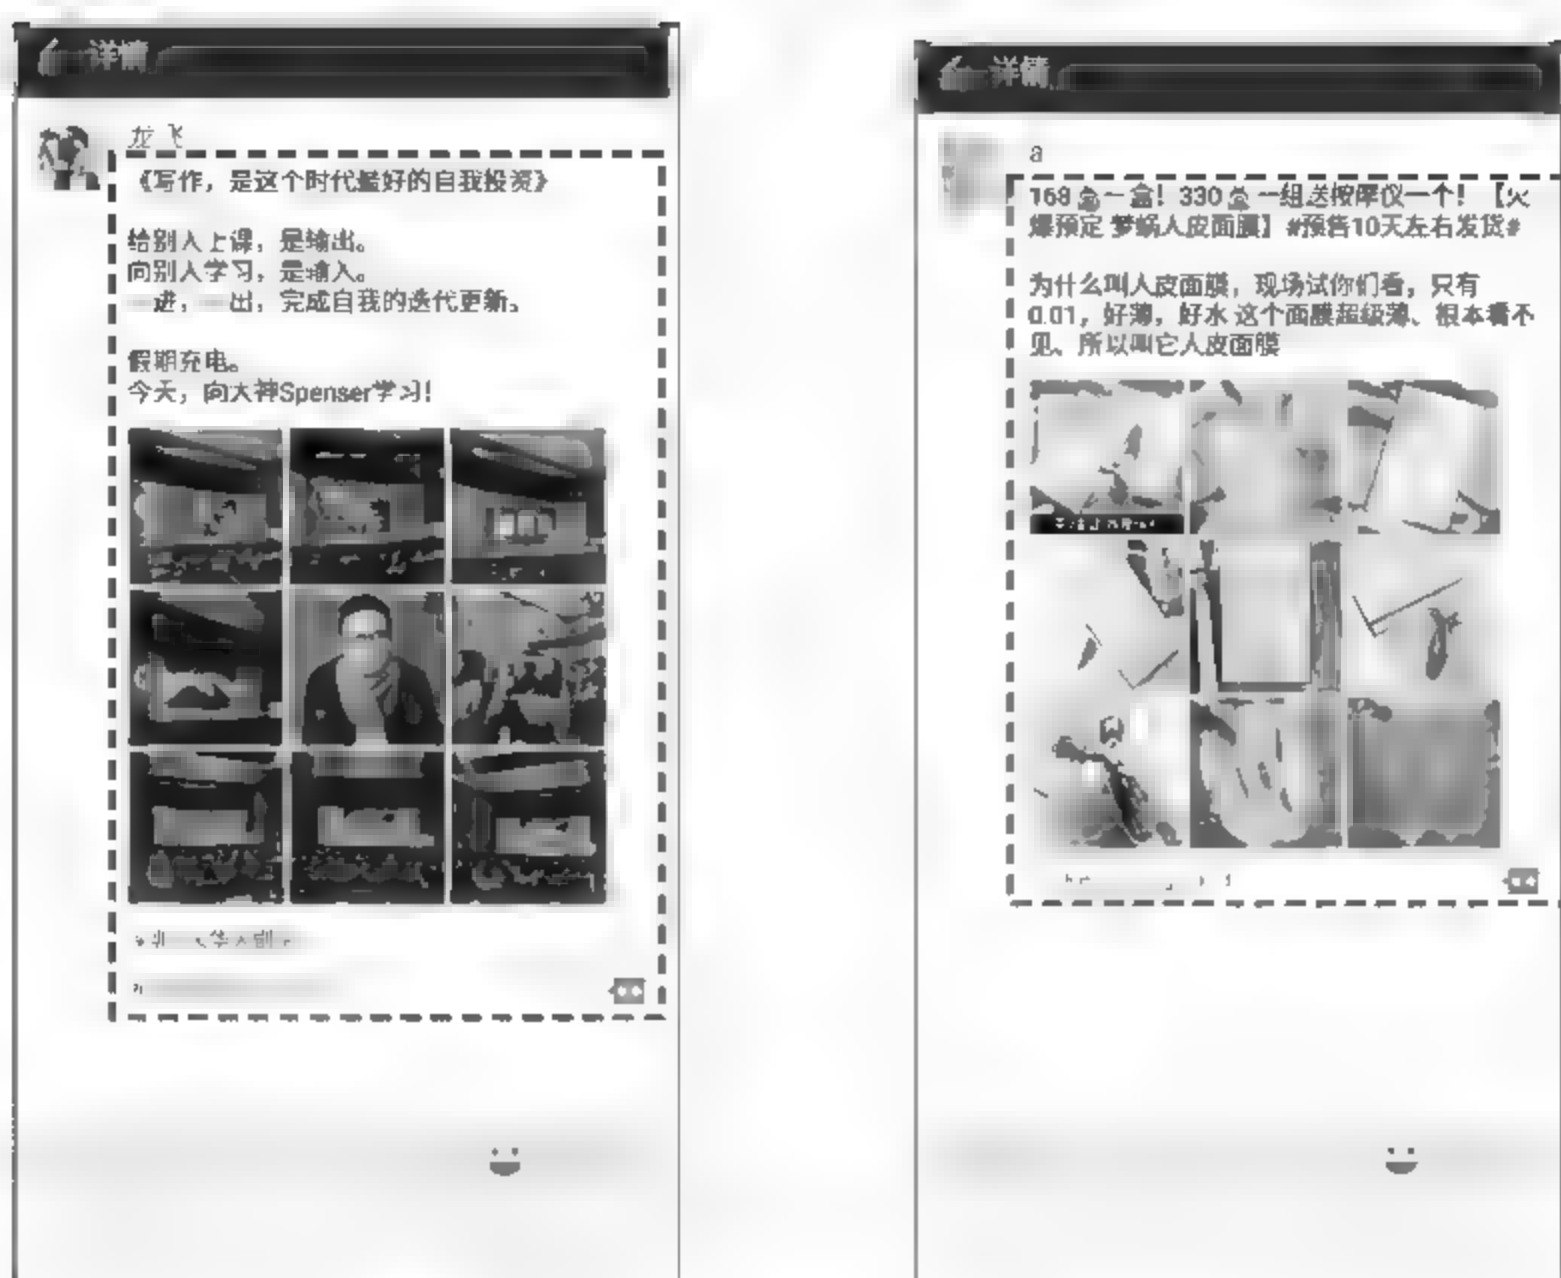 详情
龙飞
《写作，是这个时代最好的自我投资》
给别人上课，是输出。
向别人学习，是输入。
一进，一出，完成自我的迭代更新。
假期充电。
今天，向大神Spenser学习！
详情
a
168 一盒！330 一组送按摩仪一个！【火
爆预定 梦蜗人皮面膜】#预售10天左右发货#
为什么叫人皮面膜，现场试你们看，只有
0.01，好薄，好水 这个面膜超级薄、根本看不
见、所以叫它人皮面膜